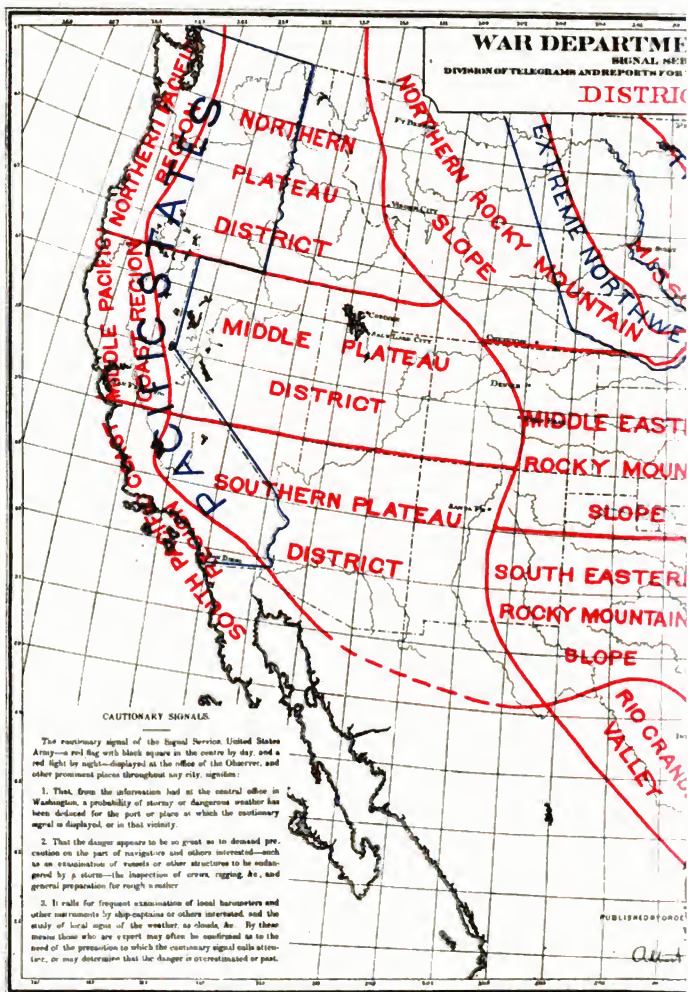 WAR DEPARTME
SIGNAL SER
DIVISION OF TELEGRAMS AND REPORTS FOR
DISTRIC
NORTHERN PACIFIC
REGION
PACIFIC STATES
NORTHERN
PLATEAU
DISTRICT
NORTHERN ROCKY MOUNTAIN
SLOPE
EXTREME NORTHWE
MISS
MIDDLE PACIFIC
COAST REGION
MIDDLE PLATEAU
DISTRICT
SALT LAKE CITY
CHEYENNE
DENVER
MIDDLE EAST
ROCKY MOUN
SLOPE
SOUTH PACIFIC COAST
REGION
SOUTHERN PLATEAU
DISTRICT
SANTA FE
SOUTH EASTER
ROCKY MOUNTAIN
SLOPE
RIO GRAND
VALLEY
CAUTIONARY SIGNALS.
The cautionary signal of the Signal Service, United States
Army—a red flag with black square in the centre by day, and a
red light by night—displayed at the office of the Observer, and
other prominent places throughout any city, signifies:
1. That, from the information had at the central office in
Washington, a probability of stormy or dangerous weather has
been deduced for the port or place at which the cautionary
signal is displayed, or in that vicinity.
2. That the danger appears to be so great as to demand pre-
caution on the part of navigators and others interested—such
as an examination of vessels or other structures to be endan-
gered by a storm—the inspection of crews, rigging, &c., and
general preparation for rough weather
3. It calls for frequent examination of local barometers and
other instruments by ship-captains or others interested, and the
study of local signs of the weather, as clouds, &c. By these
means those who are expert may often be confirmed as to the
need of the precaution to which the cautionary signal calls atten-
tion, or may determine that the danger is overestimated or past.
PUBLISHED BY ORDE